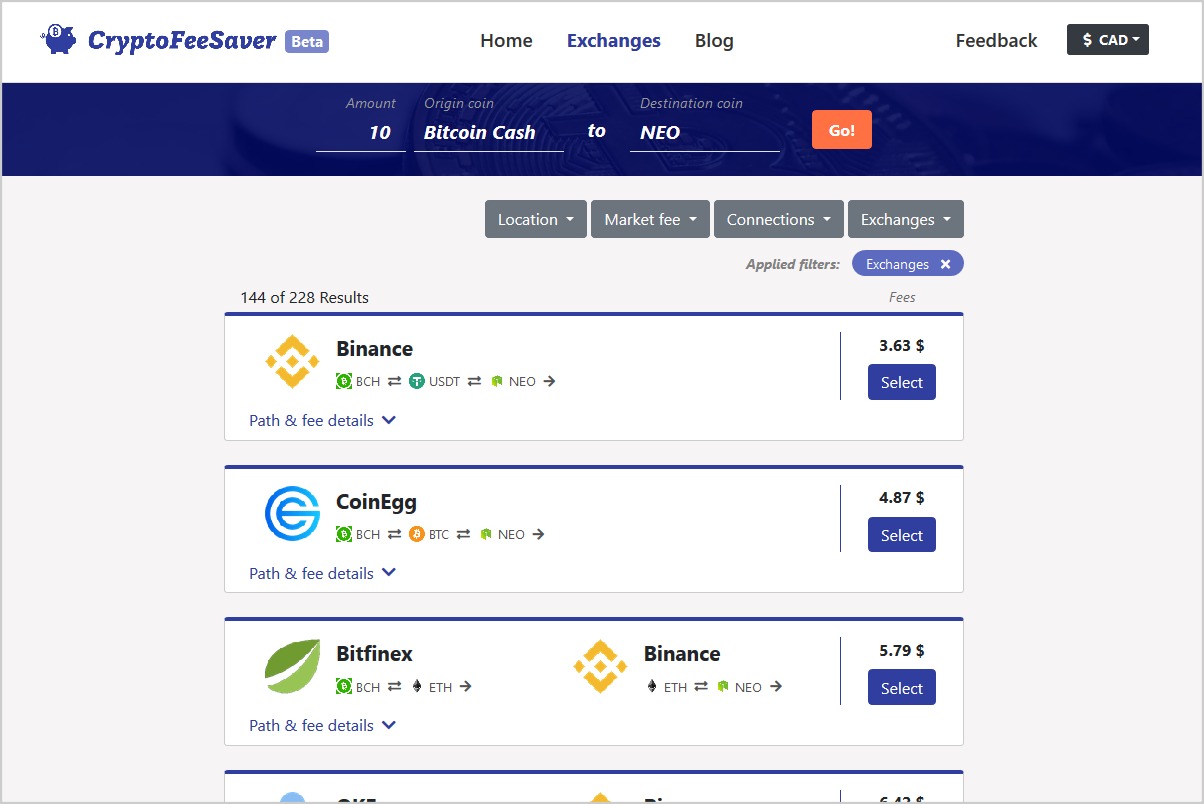 CryptoFeeSaver Beta Home Exchanges Blog Feedback $ CAD
Amount Origin coin Destination coin
10 Bitcoin Cash to NEO Go!
Location Market fee Connections Exchanges
Applied filters: Exchanges ×
144 of 228 Results Fees
Binance 3.63 $
BCH USDT NEO Select
Path & fee details
CoinEgg 4.87 $
BCH BTC NEO Select
Path & fee details
Bitfinex Binance 5.79 $
BCH ETH ETH NEO Select
Path & fee details